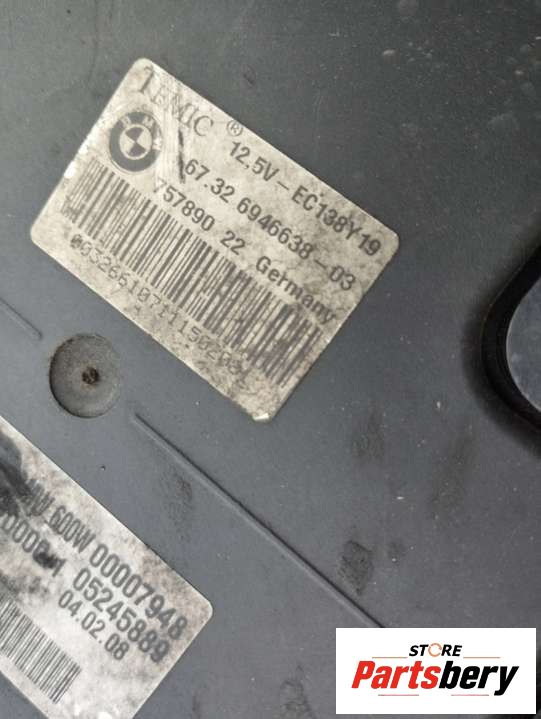 TEMIC ® 12,5V-EC138Y19
67.32 6946638-03
757890 22 Germany
600W 00007948
05245889
04.02.08
STORE
Partsbery